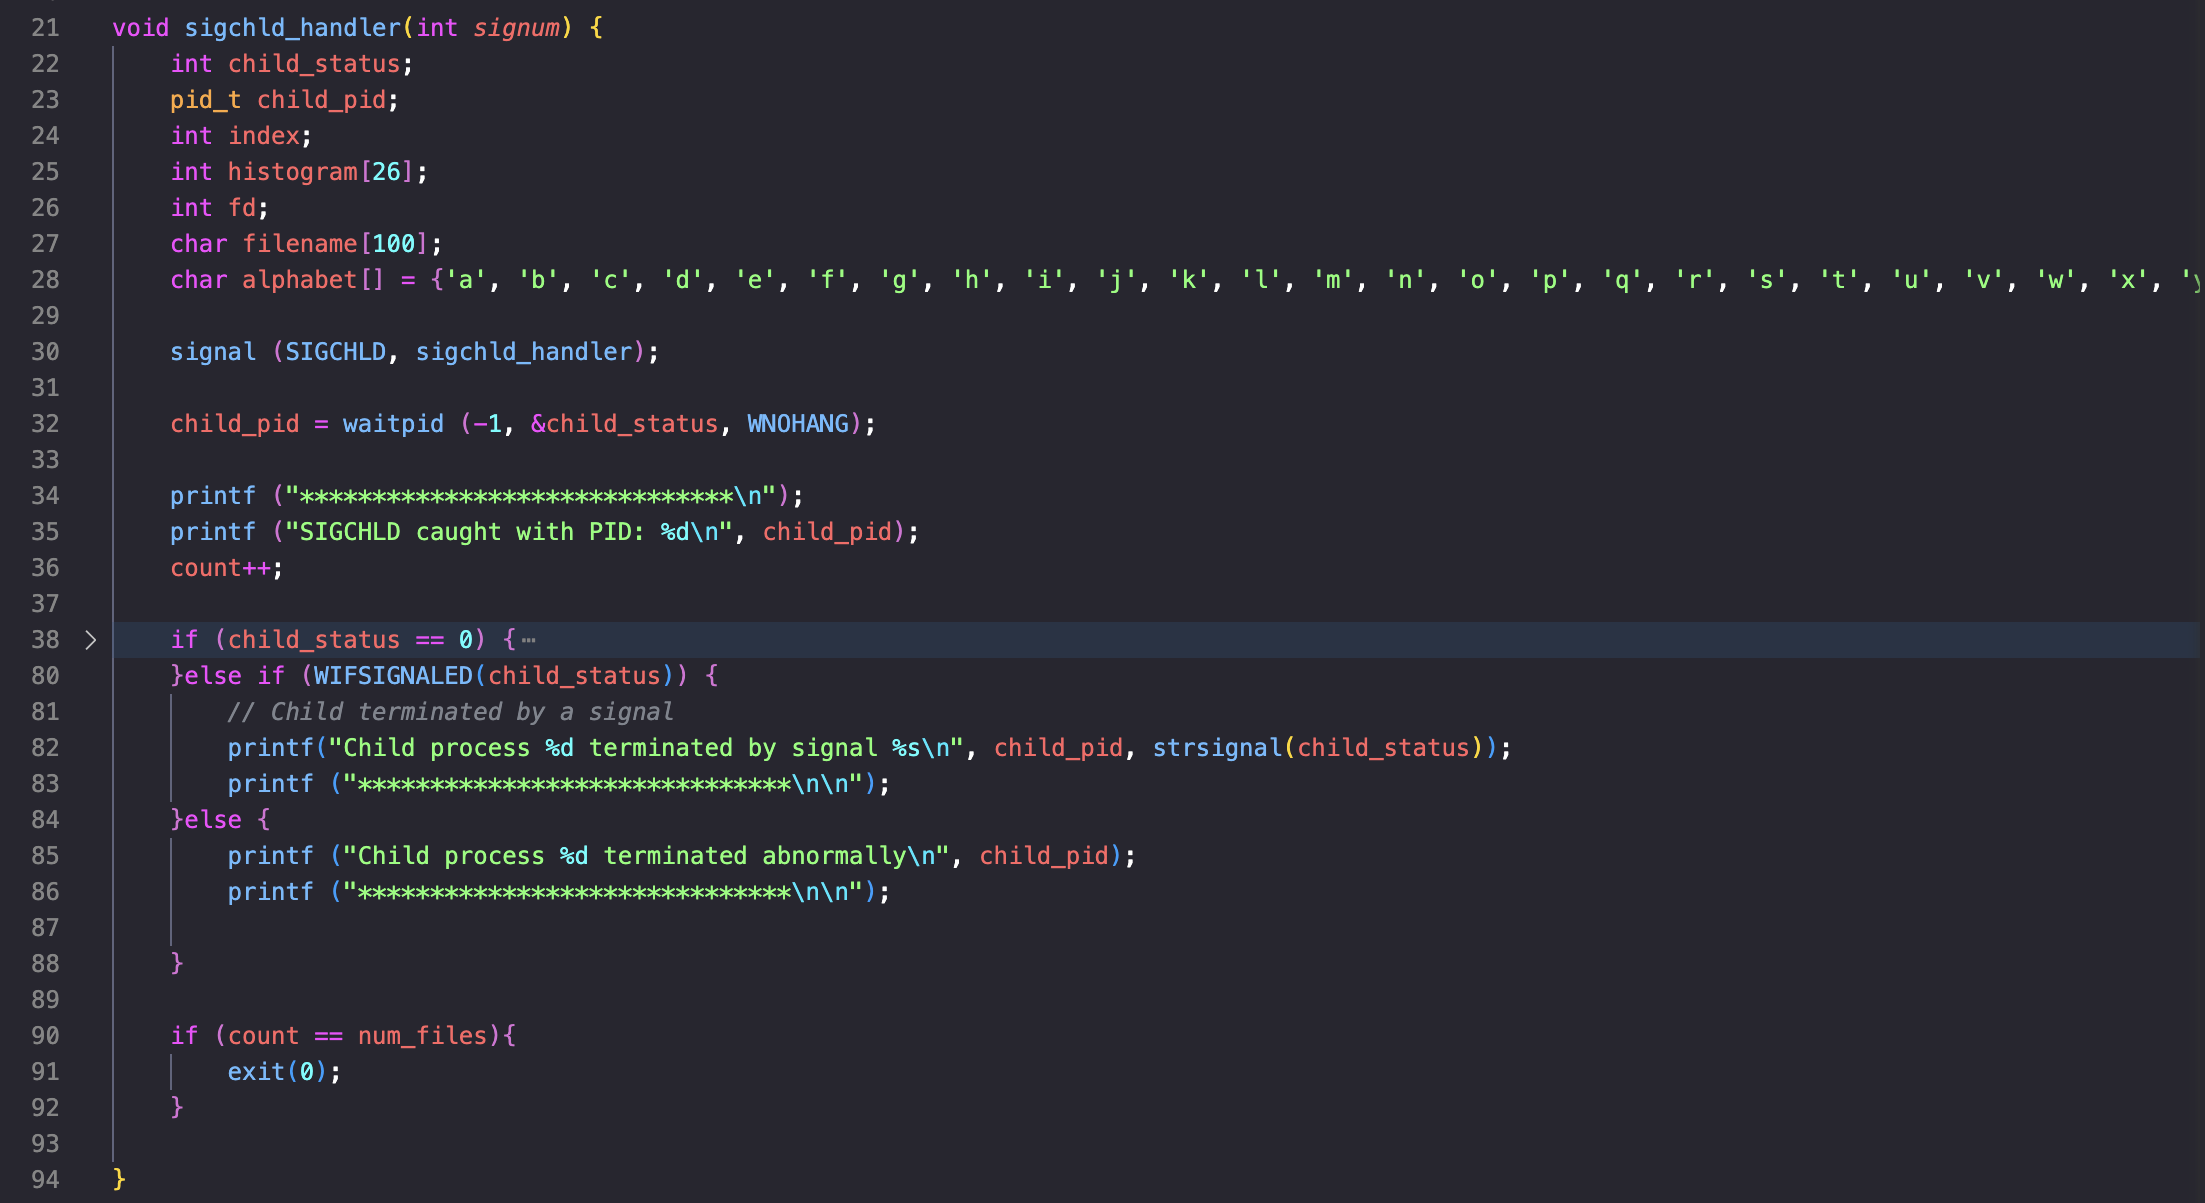 21 void sigchld_handler(int signum) {
22 int child_status;
23 pid_t child_pid;
24 int index;
25 int histogram[26];
26 int fd;
27 char filename[100];
28 char alphabet[] = {'a', 'b', 'c', 'd', 'e', 'f', 'g', 'h', 'i', 'j', 'k', 'l', 'm', 'n', 'o', 'p', 'q', 'r', 's', 't', 'u', 'v', 'w', 'x', 'y
29
30 signal (SIGCHLD, sigchld_handler);
31
32 child_pid = waitpid (-1, &child_status, WNOHANG);
33
34 printf ("******************************\n");
35 printf ("SIGCHLD caught with PID: %d\n", child_pid);
36 count++;
37
38 if (child_status == 0) {⋯
80 }else if (WIFSIGNALED(child_status)) {
81 // Child terminated by a signal
82 printf("Child process %d terminated by signal %s\n", child_pid, strsignal(child_status));
83 printf ("******************************\n\n");
84 }else {
85 printf ("Child process %d terminated abnormally\n", child_pid);
86 printf ("******************************\n\n");
87
88 }
89
90 if (count == num_files){
91 exit(0);
92 }
93
94 }